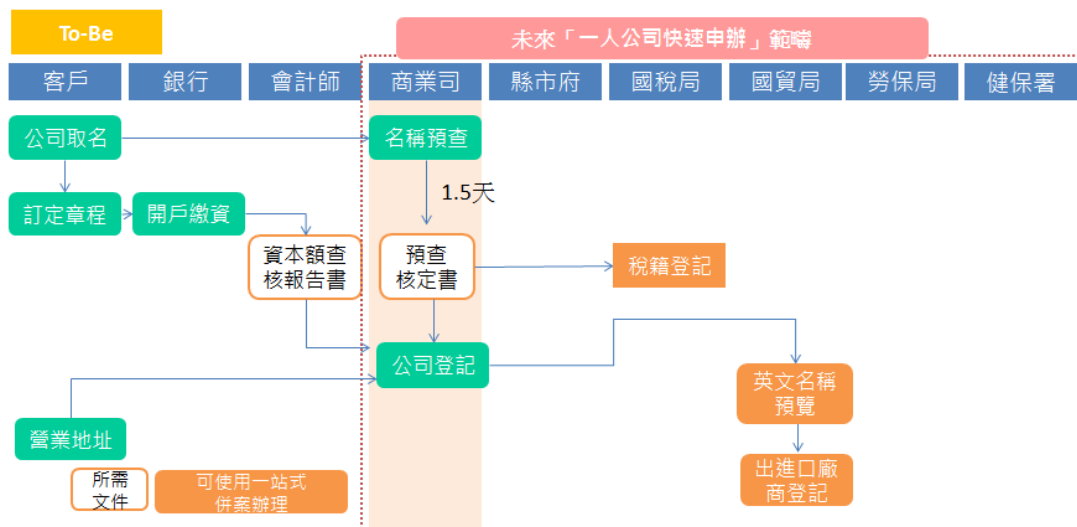 To-Be
未來「一人公司快速申辦」範疇
客戶
銀行
會計師
商業司
縣市府
國稅局
國貿局
勞保局
健保署
公司取名
名稱預查
1.5天
訂定章程
開戶繳資
資本額查
核報告書
預查
核定書
稅籍登記
公司登記
英文名稱
預覽
營業地址
出進口廠
商登記
所需
文件
可使用一站式
併案辦理